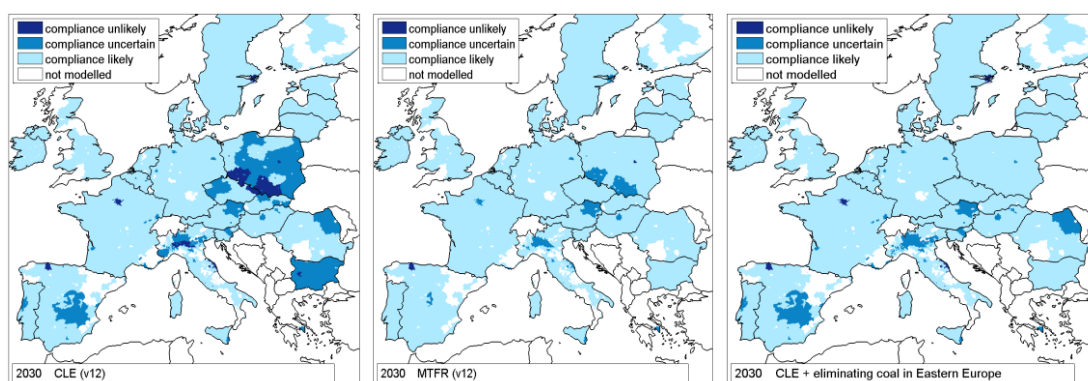 compliance unlikely
compliance uncertain
compliance likely
not modelled
2030 CLE (v12)
compliance unlikely
compliance uncertain
compliance likely
not modelled
2030 MTFR (v12)
compliance unlikely
compliance uncertain
compliance likely
not modelled
2030 CLE + eliminating coal in Eastern Europe